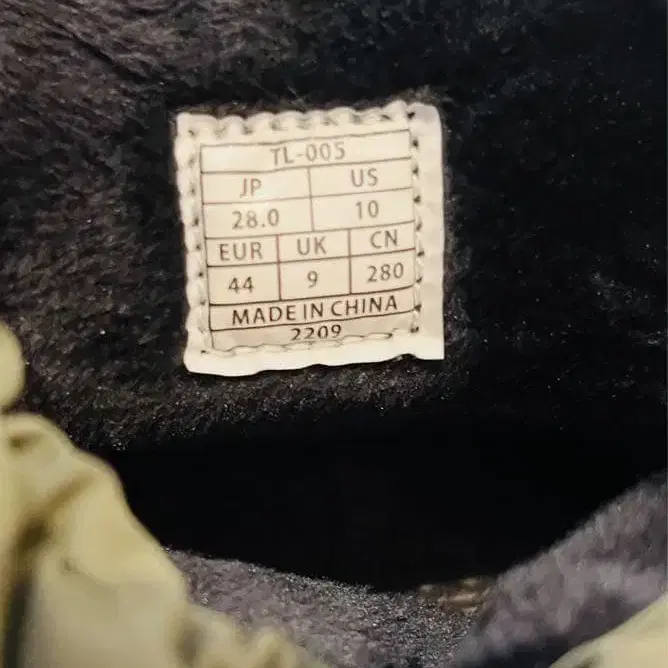 TL-005
JP US
28.0 10
EUR UK CN
44 9 280
MADE IN CHINA
2209